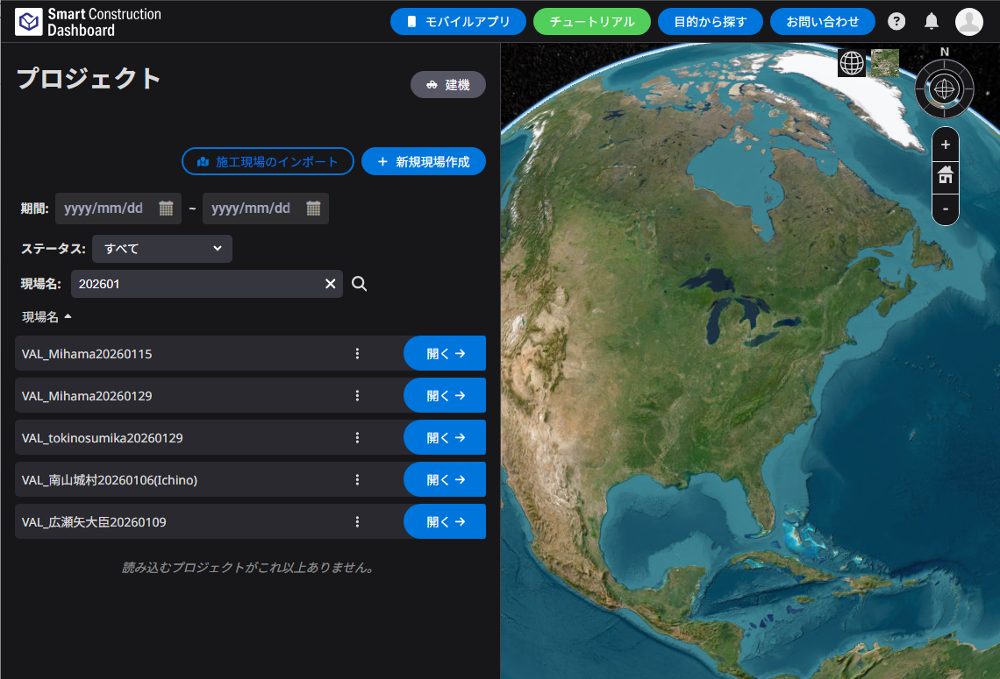 Smart Construction
Dashboard
モバイルアプリ
チュートリアル
目的から探す
お問い合わせ
?
プロジェクト
建機
施工現場のインポート
+ 新規現場作成
期間: yyyy/mm/dd ~ yyyy/mm/dd
ステータス: すべて
現場名: 202601
現場名
VAL_Mihama20260115 開く
VAL_Mihama20260129 開く
VAL_tokinosumika20260129 開く
VAL_南山城村20260106(Ichino) 開く
VAL_広瀬矢大臣20260109 開く
読み込むプロジェクトがこれ以上ありません。
N
+
-